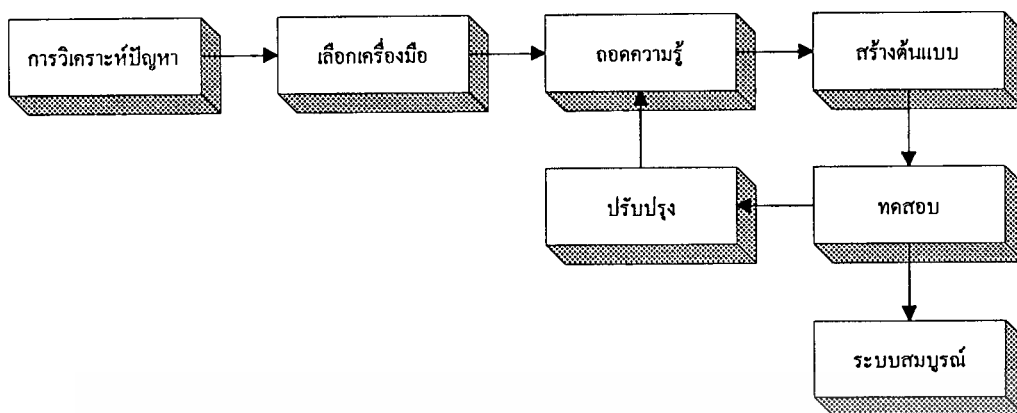 การวิเคราะห์ปัญหา
เลือกเครื่องมือ
ถอดความรู้
สร้างต้นแบบ
ปรับปรุง
ทดสอบ
ระบบสมบูรณ์